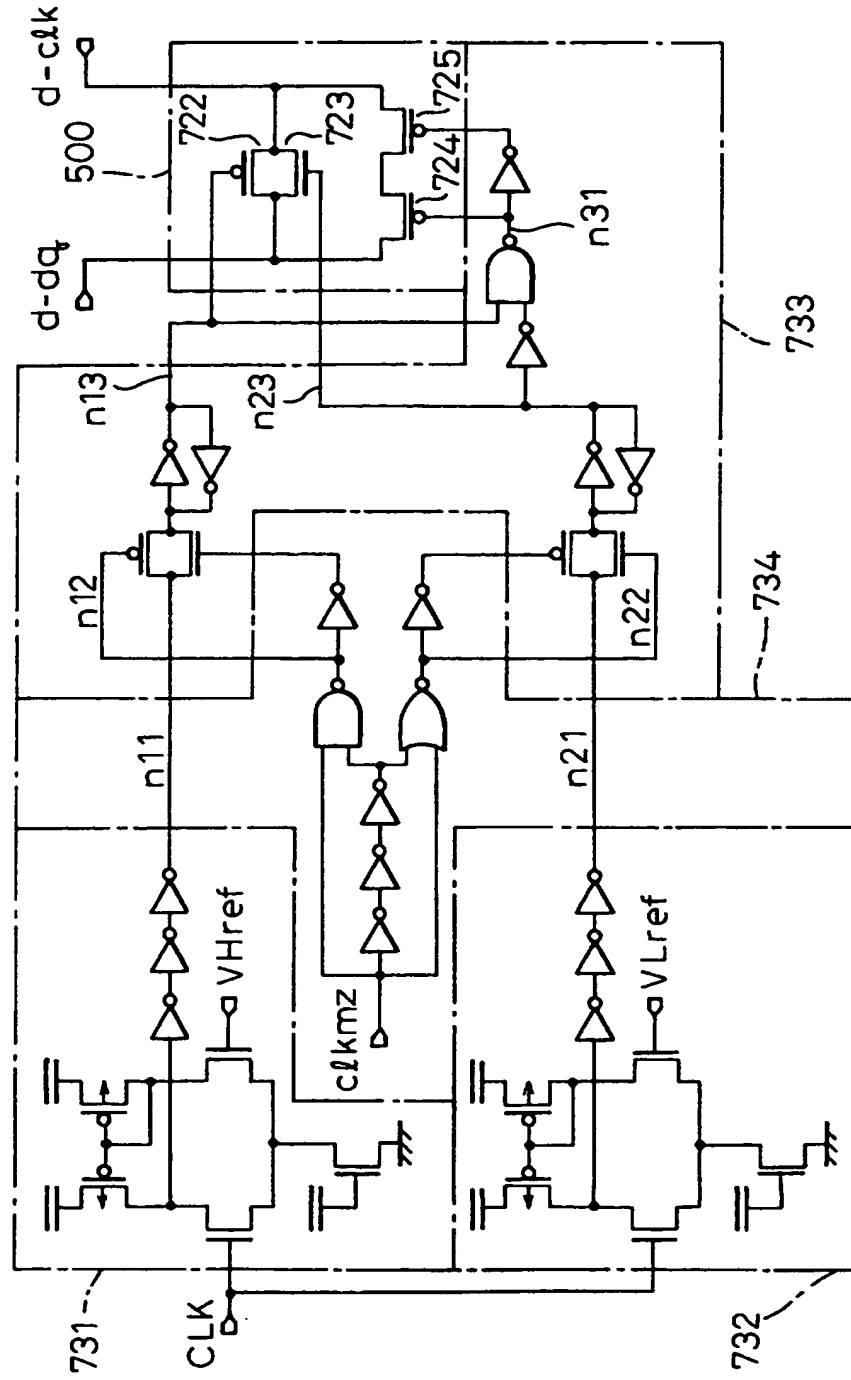 d-dq
500
d-clk
722
723
724
725
n13
n23
n31
733
n12
n22
734
n11
n21
VHref
clkmz
VLref
731
CLK
732